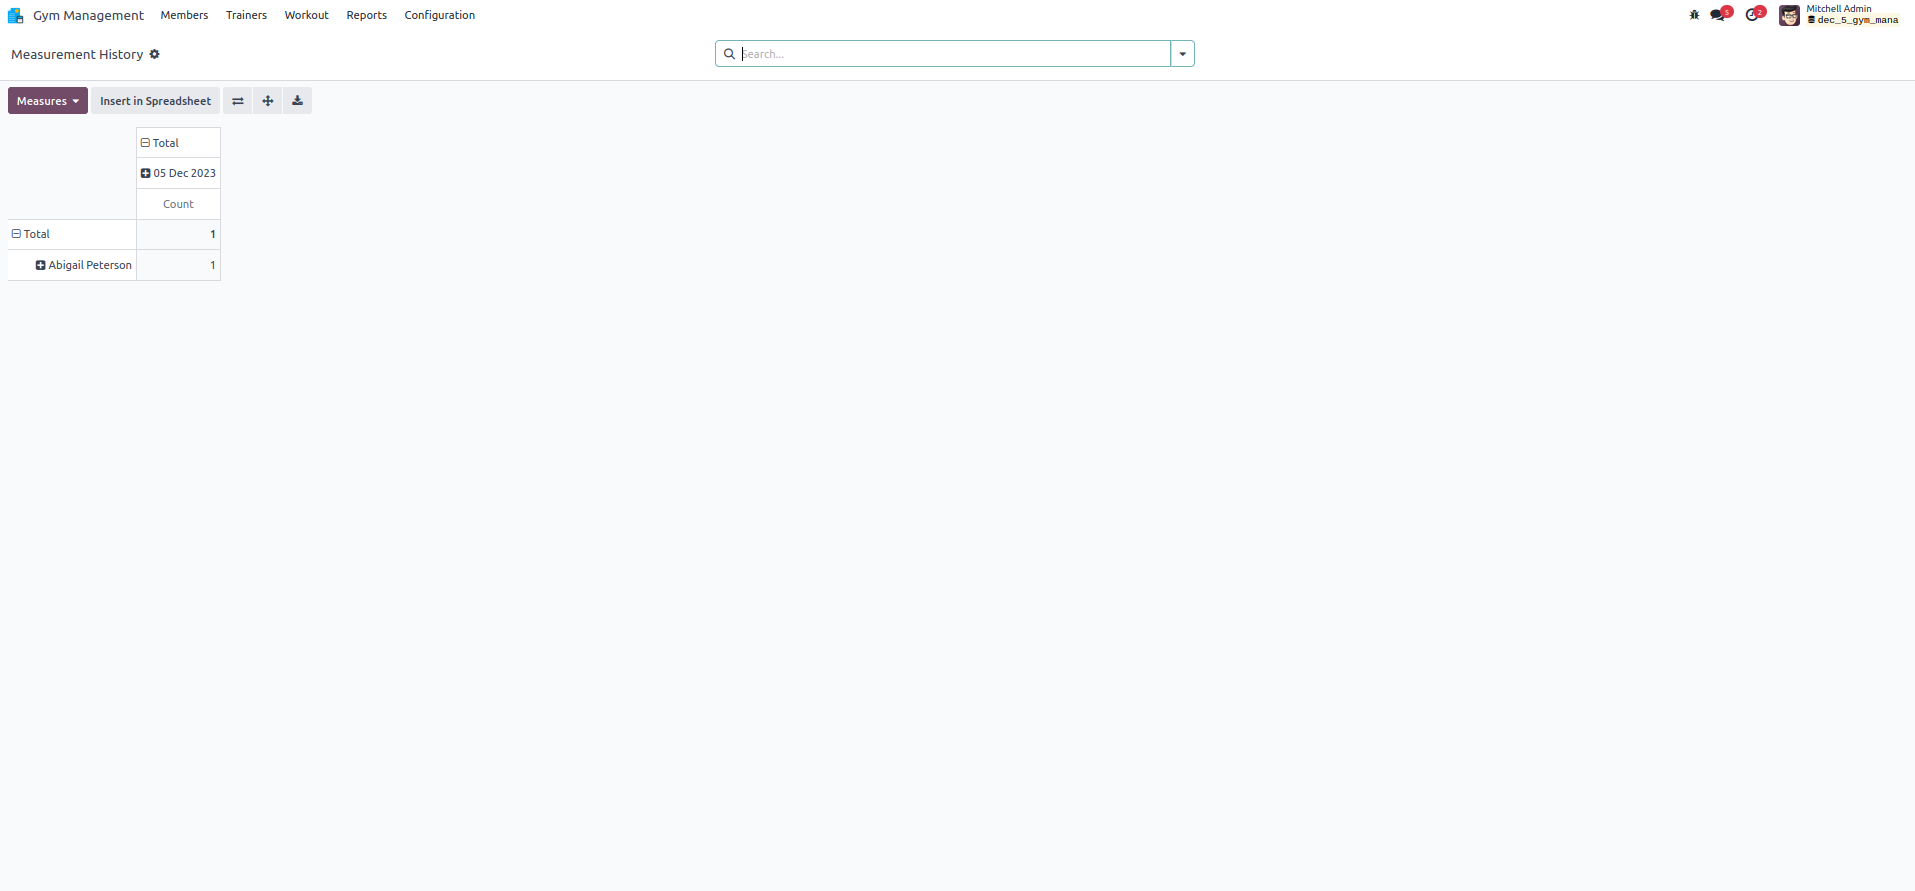 Gym Management Members Trainers Workout Reports Configuration 5 2 Mitchell Admin
dec_5_gym_mana
Measurement History Search...
Measures Insert in Spreadsheet
Total
05 Dec 2023
Count
Total 1
Abigail Peterson 1